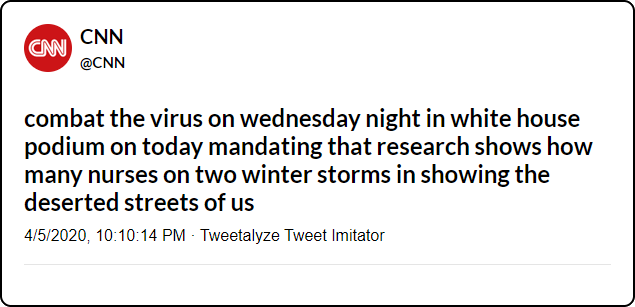 CNN
CNN
@CNN
combat the virus on wednesday night in white house
podium on today mandating that research shows how
many nurses on two winter storms in showing the
deserted streets of us
4/5/2020, 10:10:14 PM · Tweetalyze Tweet Imitator